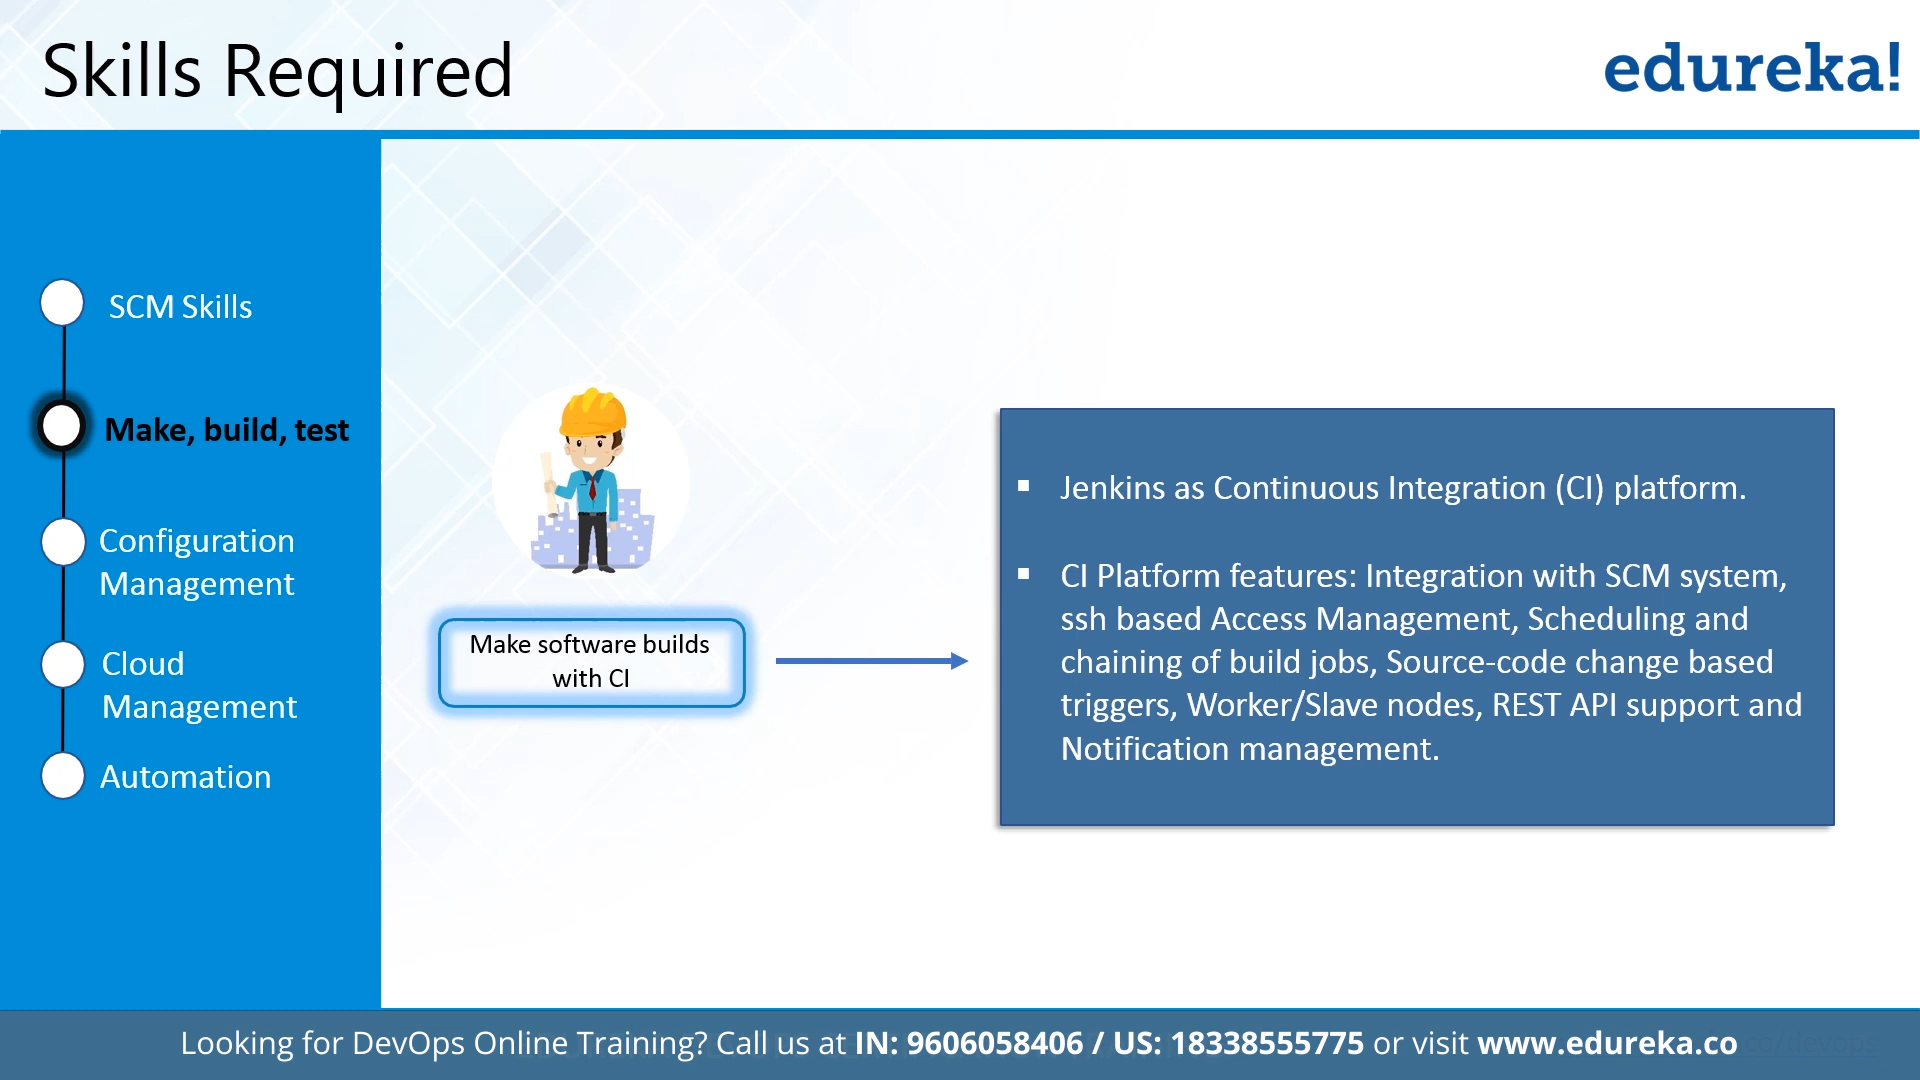 Skills Required
edureka!
SCM Skills
Make, build, test
Configuration
Management
Cloud
Management
Automation
Make software builds
with CI
▪ Jenkins as Continuous Integration (CI) platform.
▪ CI Platform features: Integration with SCM system,
ssh based Access Management, Scheduling and
chaining of build jobs, Source-code change based
triggers, Worker/Slave nodes, REST API support and
Notification management.
Looking for DevOps Online Training? Call us at IN: 9606058406 / US: 18338555775 or visit www.edureka.co